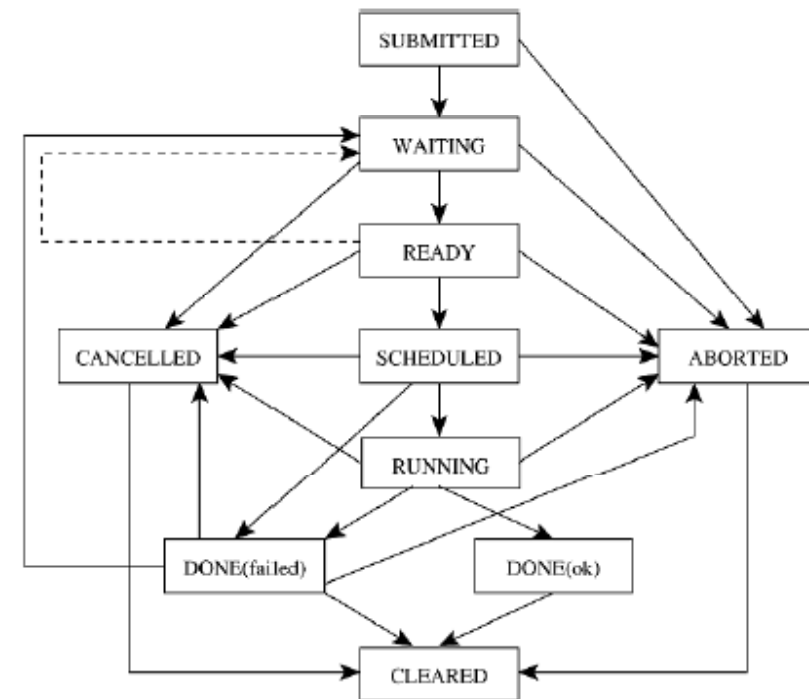 SUBMITTED
WAITING
READY
CANCELLED
SCHEDULED
ABORTED
RUNNING
DONE(failed)
DONE(ok)
CLEARED